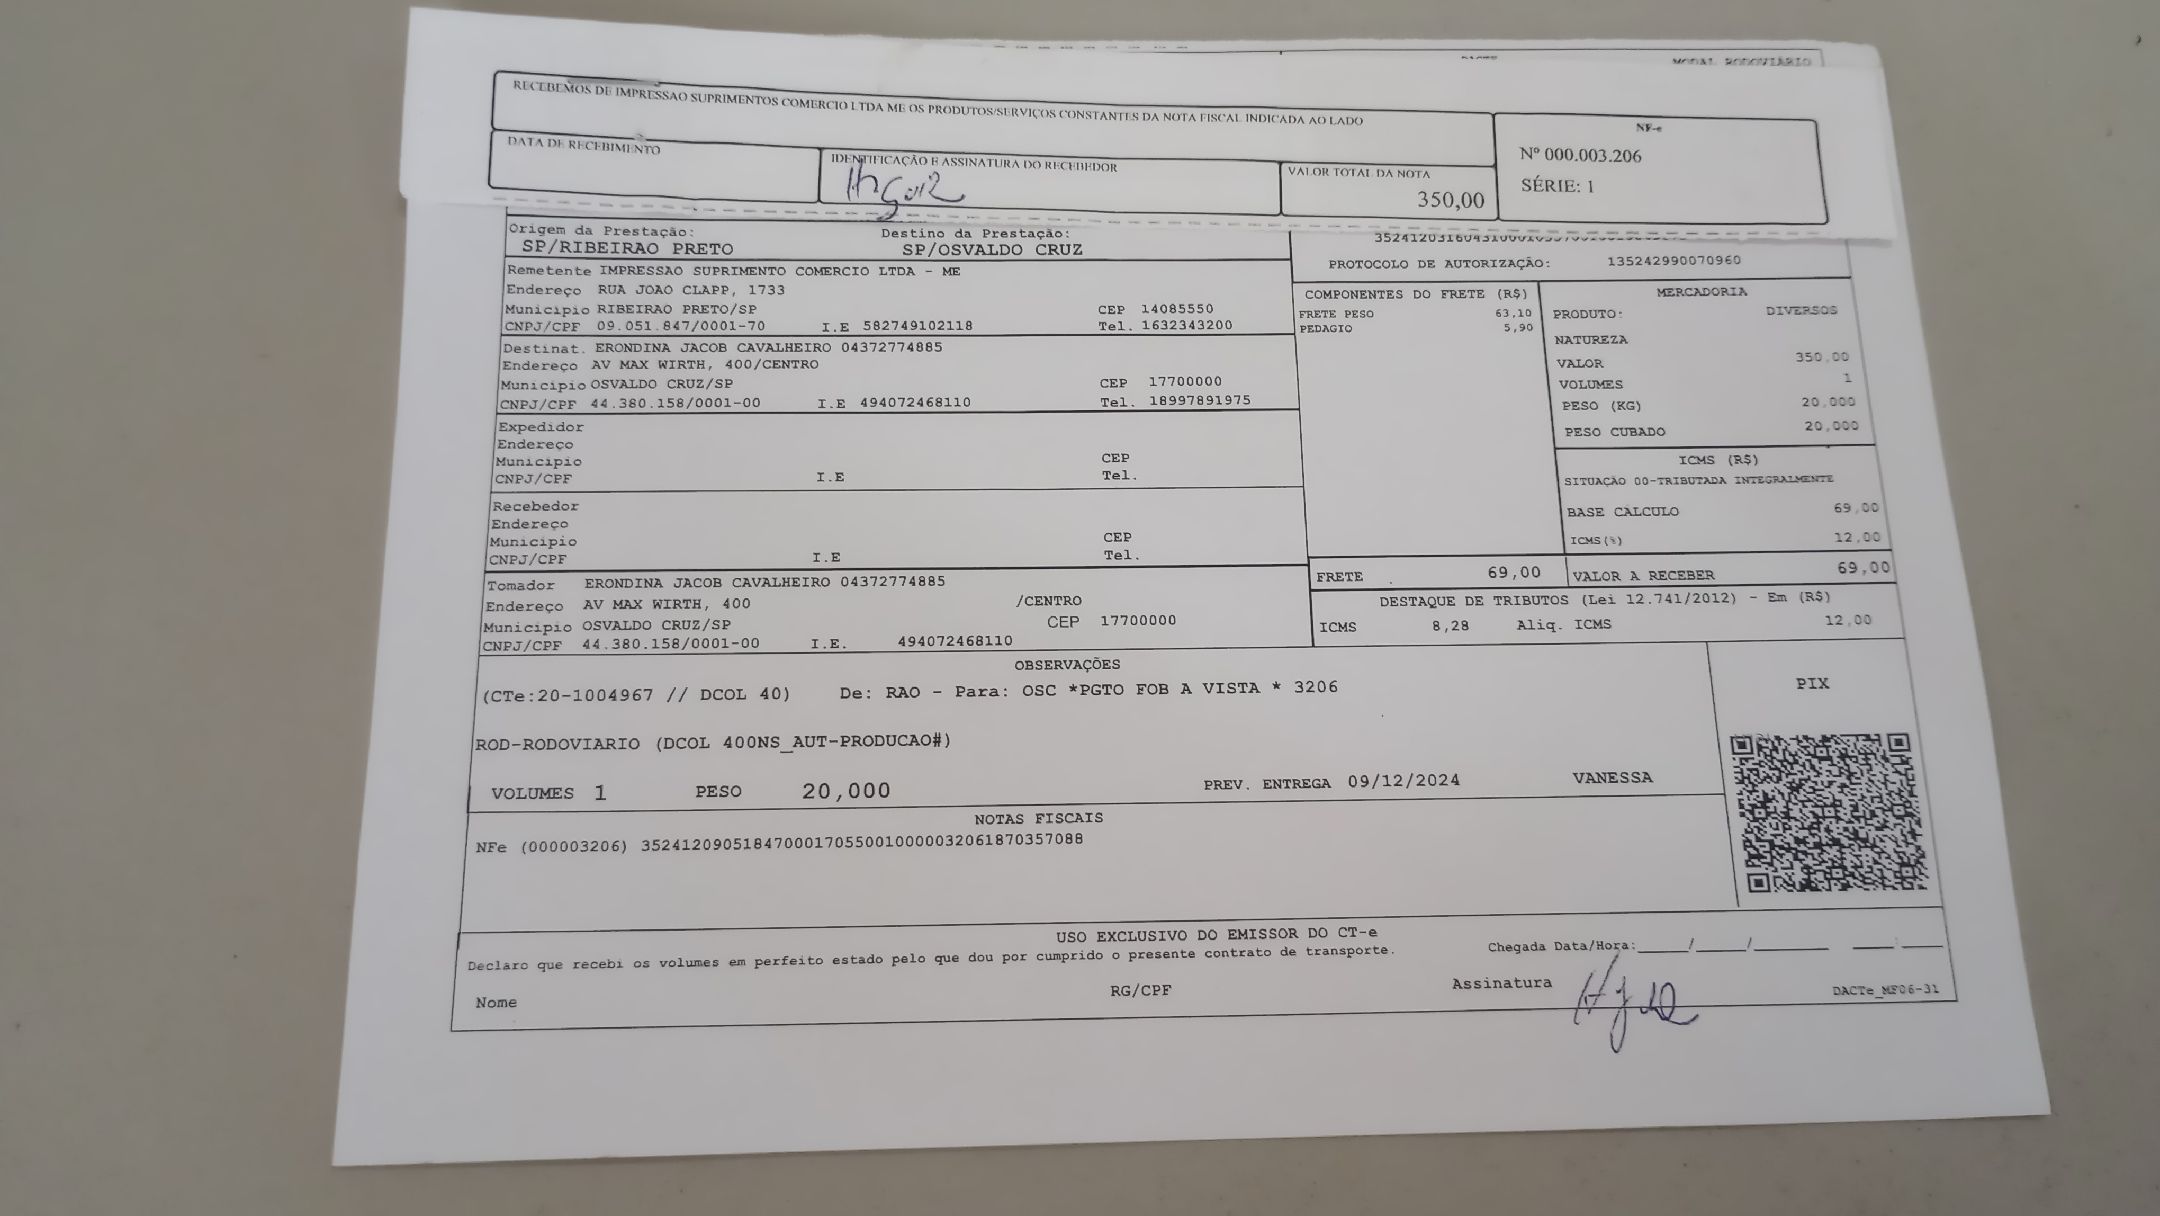 MODAL RODOVIÁRIO
RECEBEMOS DE IMPRESSAO SUPRIMENTOS COMERCIO LTDA ME OS PRODUTOS/SERVIÇOS CONSTANTES DA NOTA FISCAL INDICADA AO LADO
NF-e
Nº 000.003.206
SÉRIE: 1
DATA DE RECEBIMENTO
IDENTIFICAÇÃO E ASSINATURA DO RECEBEDOR
VALOR TOTAL DA NOTA
350,00
Origem da Prestação: Destino da Prestação:
SP/RIBEIRAO PRETO SP/OSVALDO CRUZ
PROTOCOLO DE AUTORIZAÇÃO: 135242990070960
Remetente IMPRESSAO SUPRIMENTO COMERCIO LTDA - ME
Endereço RUA JOAO CLAPP, 1733
Municipio RIBEIRAO PRETO/SP CEP 14085550
CNPJ/CPF 09.051.847/0001-70 I.E 582749102118 Tel. 1632343200
Destinat. ERONDINA JACOB CAVALHEIRO 04372774885
Endereço AV MAX WIRTH, 400/CENTRO
Municipio OSVALDO CRUZ/SP CEP 17700000
CNPJ/CPF 44.380.158/0001-00 I.E 494072468110 Tel. 18997891975
Expedidor
Endereço
Municipio CEP
CNPJ/CPF I.E Tel.
Recebedor
Endereço
Municipio CEP
CNPJ/CPF I.E Tel.
Tomador ERONDINA JACOB CAVALHEIRO 04372774885
Endereço AV MAX WIRTH, 400 /CENTRO
Municipio OSVALDO CRUZ/SP CEP 17700000
CNPJ/CPF 44.380.158/0001-00 I.E. 494072468110
COMPONENTES DO FRETE (R$)
FRETE PESO 63,10
PEDAGIO 5,90
MERCADORIA
PRODUTO: DIVERSOS
NATUREZA
VALOR 350,00
VOLUMES 1
PESO (KG) 20,000
PESO CUBADO 20,000
ICMS (R$)
SITUAÇÃO 00-TRIBUTADA INTEGRALMENTE
BASE CALCULO 69,00
ICMS(%) 12,00
FRETE 69,00 VALOR A RECEBER 69,00
DESTAQUE DE TRIBUTOS (Lei 12.741/2012) - Em (R$)
ICMS 8,28 Aliq. ICMS 12,00
OBSERVAÇÕES
(CTe:20-1004967 // DCOL 40) De: RAO - Para: OSC *PGTO FOB A VISTA * 3206
PIX
ROD-RODOVIARIO (DCOL 400NS_AUT-PRODUCAO#)
VOLUMES 1 PESO 20,000 PREV. ENTREGA 09/12/2024 VANESSA
NOTAS FISCAIS
NFe (000003206) 35241209051847000170550010000032061870357088
USO EXCLUSIVO DO EMISSOR DO CT-e
Declaro que recebi os volumes em perfeito estado pelo que dou por cumprido o presente contrato de transporte.
Chegada Data/Hora:____/____/______ ___:___
Nome RG/CPF Assinatura
DACTe_MF06-31